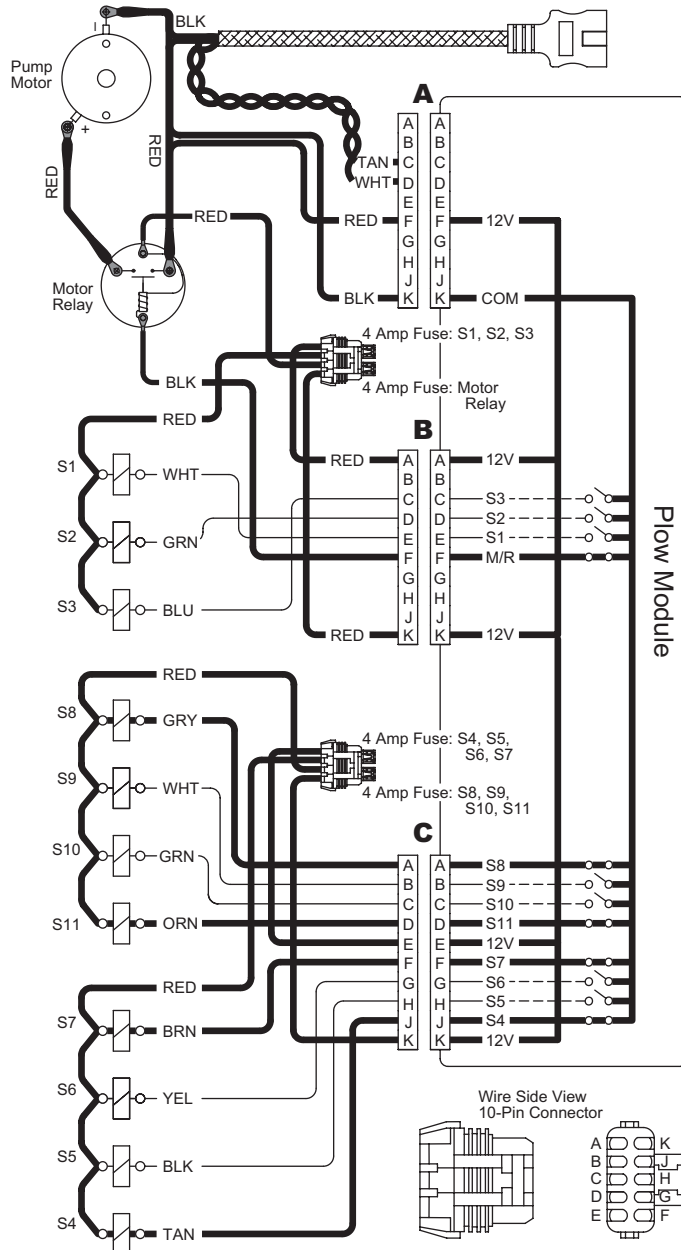 BLK
Pump
Motor
–
+
RED
RED
A
TAN
WHT
A
B
C
D
E
F
G
H
J
K
A
B
C
D
E
F
G
H
J
K
RED
RED
12V
Motor
Relay
BLK
COM
4 Amp Fuse: S1, S2, S3
4 Amp Fuse: Motor
Relay
BLK
RED
B
S1
WHT
S2
GRN
S3
BLU
RED
RED
A
B
C
D
E
F
G
H
J
K
A
B
C
D
E
F
G
H
J
K
12V
S3
S2
S1
M/R
12V
Plow Module
RED
S8
GRY
S9
WHT
S10
GRN
S11
ORN
4 Amp Fuse: S4, S5,
S6, S7
4 Amp Fuse: S8, S9,
S10, S11
C
A
B
C
D
E
F
G
H
J
K
A
B
C
D
E
F
G
H
J
K
S8
S9
S10
S11
12V
S7
S6
S5
S4
12V
RED
S7
BRN
S6
YEL
S5
BLK
S4
TAN
Wire Side View
10-Pin Connector
A K
B J
C H
D G
E F